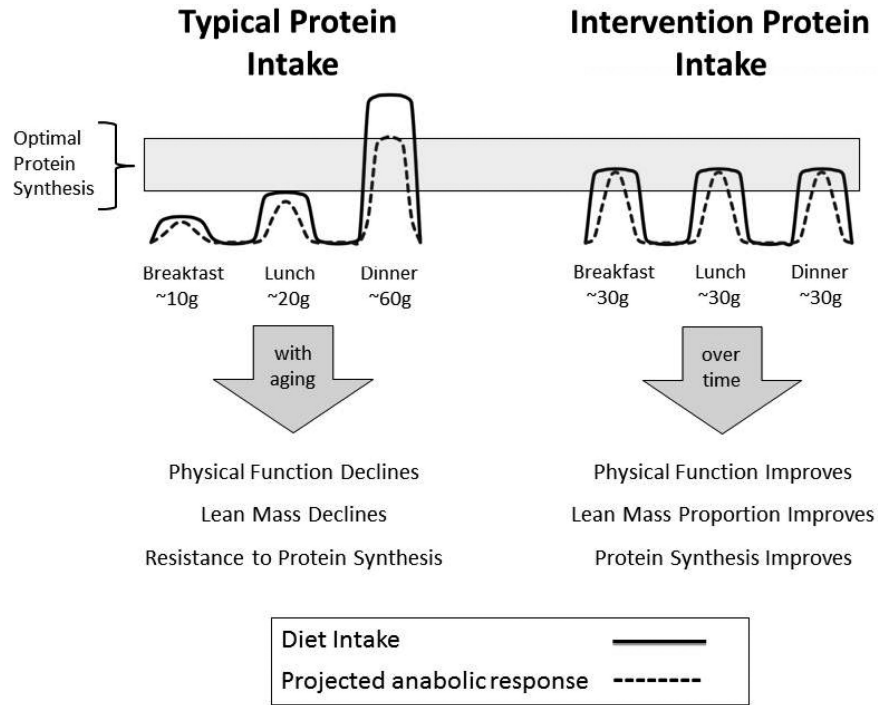 Typical Protein
Intake
Intervention Protein
Intake
Optimal
Protein
Synthesis
Breakfast
~10g
Lunch
~20g
Dinner
~60g
Breakfast
~30g
Lunch
~30g
Dinner
~30g
with
aging
over
time
Physical Function Declines
Lean Mass Declines
Resistance to Protein Synthesis
Physical Function Improves
Lean Mass Proportion Improves
Protein Synthesis Improves
Diet Intake
Projected anabolic response